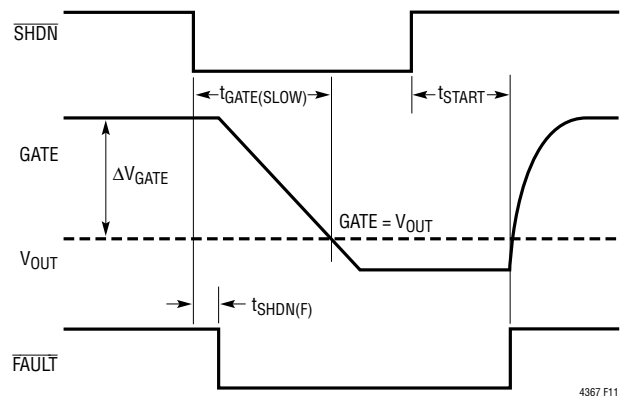 SHDN
tGATE(SLOW)
tSTART
GATE
ΔVGATE
GATE = VOUT
VOUT
tSHDN(F)
FAULT
4367 F11